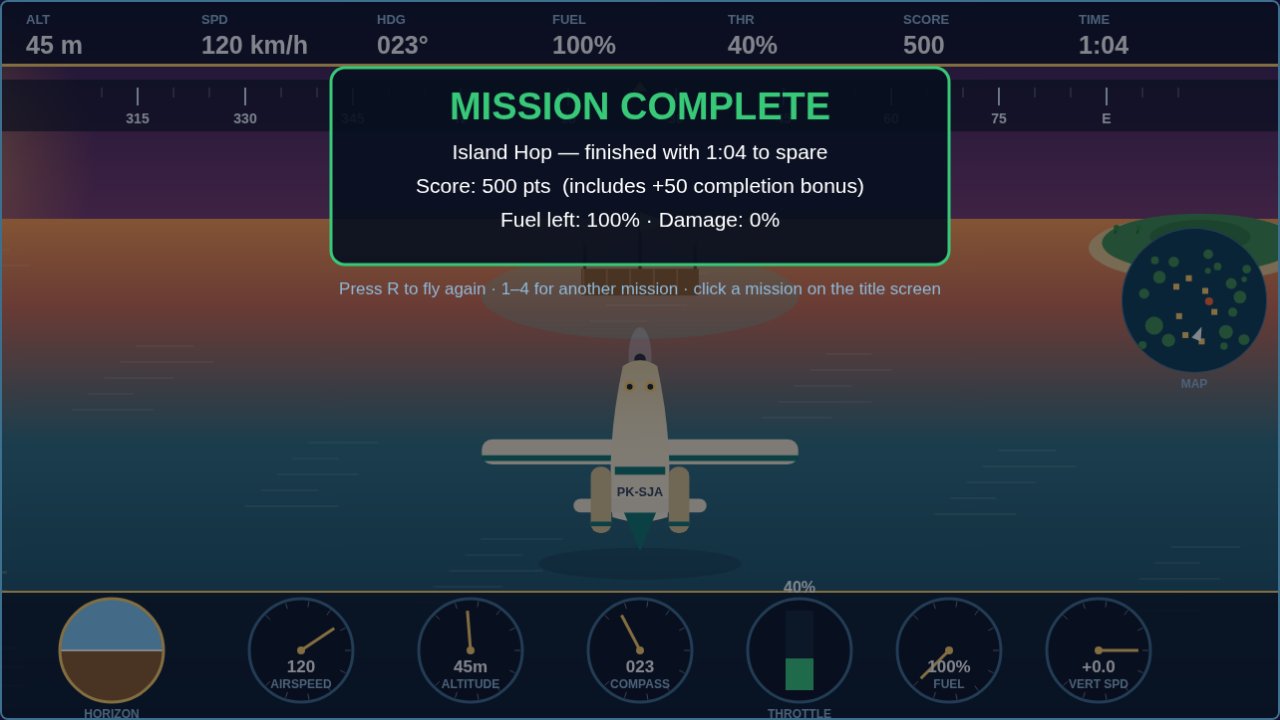 ALT SPD HDG FUEL THR SCORE TIME
45 m 120 km/h 023° 100% 40% 500 1:04
MISSION COMPLETE
315 330 345 60 75 E
Island Hop — finished with 1:04 to spare
Score: 500 pts (includes +50 completion bonus)
Fuel left: 100% · Damage: 0%
Press R to fly again · 1–4 for another mission · click a mission on the title screen
MAP
PK-SJA
40%
120 45m 023 100% +0.0
AIRSPEED ALTITUDE COMPASS FUEL VERT SPD
HORIZON THROTTLE